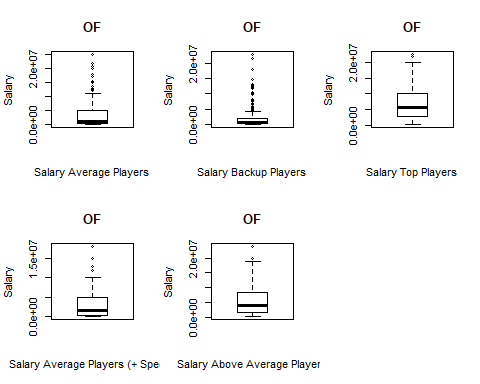 OF
Salary
0.0e+00 2.0e+07
Salary Average Players
OF
Salary
0.0e+00 2.0e+07
Salary Backup Players
OF
Salary
0.0e+00 2.0e+07
Salary Top Players
OF
Salary
0.0e+00 1.5e+07
Salary Average Players (+ Spe
OF
Salary
0.0e+00 2.0e+07
Salary Above Average Player